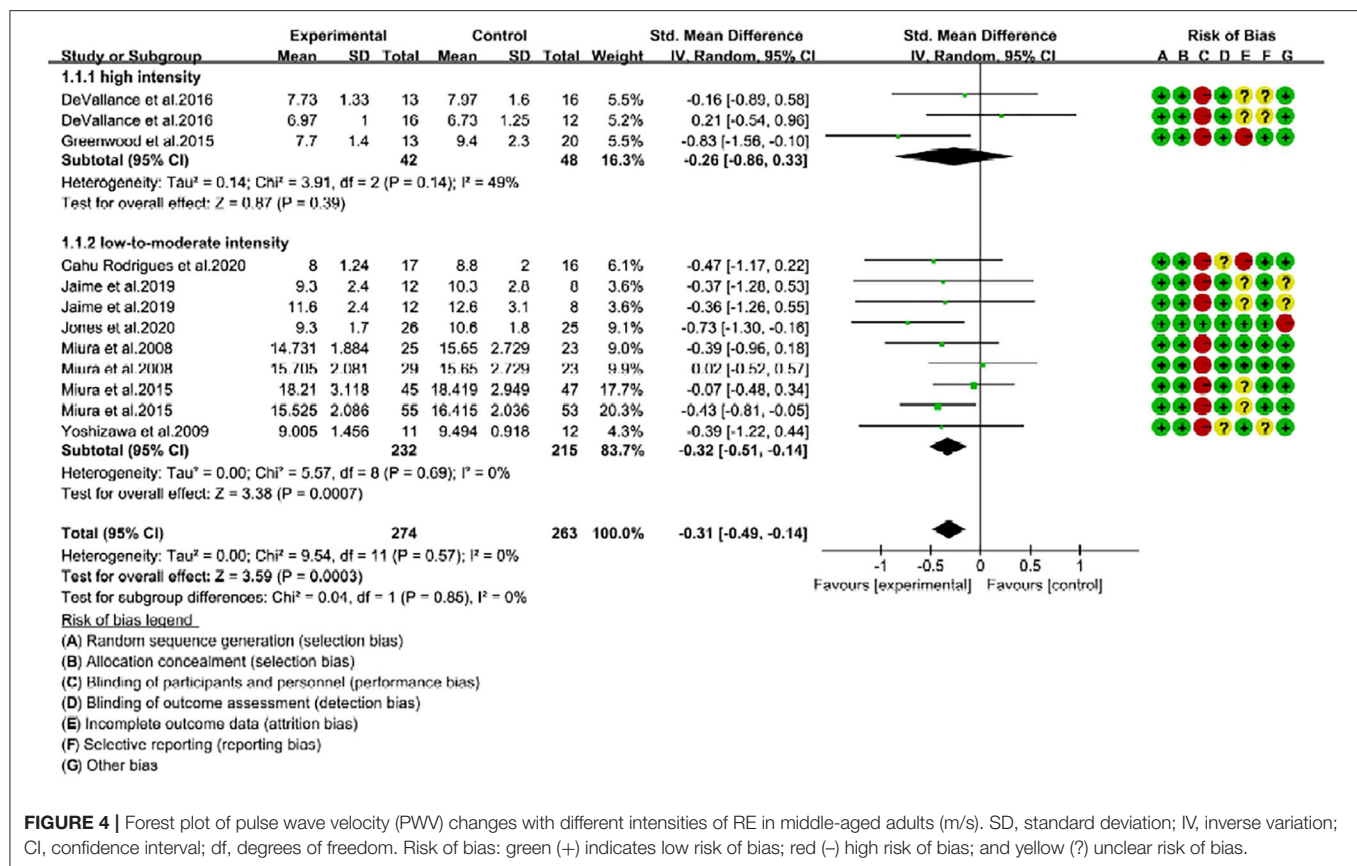 Experimental Control Std. Mean Difference Std. Mean Difference Risk of Bias
Study or Subgroup Mean SD Total Mean SD Total Weight IV, Random, 95% CI IV, Random, 95% CI A B C D E F G
1.1.1 high intensity
DeVallance et al.2016 7.73 1.33 13 7.97 1.6 16 5.5% -0.16 [-0.89, 0.58] + + - + ? ? +
DeVallance et al.2016 6.97 1 16 6.73 1.25 12 5.2% 0.21 [-0.54, 0.96] + + - + ? ? +
Greenwood et al.2015 7.7 1.4 13 9.4 2.3 20 5.5% -0.83 [-1.56, -0.10] + + - + - + +
Subtotal (95% CI) 42 48 16.3% -0.26 [-0.86, 0.33]
Heterogeneity: Tau² = 0.14; Chi² = 3.91, df = 2 (P = 0.14); I² = 49%
Test for overall effect: Z = 0.87 (P = 0.39)
1.1.2 low-to-moderate intensity
Cahu Rodrigues et al.2020 8 1.24 17 8.8 2 16 6.1% -0.47 [-1.17, 0.22] + + - ? - + +
Jaime et al.2019 9.3 2.4 12 10.3 2.8 8 3.6% -0.37 [-1.28, 0.53] + + - + ? + ?
Jaime et al.2019 11.6 2.4 12 12.6 3.1 8 3.6% -0.36 [-1.26, 0.55] + + - + ? + ?
Jones et al.2020 9.3 1.7 26 10.6 1.8 25 9.1% -0.73 [-1.30, -0.16] + + + + + + -
Miura et al.2008 14.731 1.884 25 15.65 2.729 23 9.0% -0.39 [-0.96, 0.18] + + - + + + +
Miura et al.2008 15.705 2.081 29 15.65 2.729 23 9.9% 0.02 [-0.52, 0.57] + + - + + + +
Miura et al.2015 18.21 3.118 45 18.419 2.949 47 17.7% -0.07 [-0.48, 0.34] + + - + ? + +
Miura et al.2015 15.525 2.086 55 16.415 2.036 53 20.3% -0.43 [-0.81, -0.05] + + - + ? + +
Yoshizawa et al.2009 9.005 1.456 11 9.494 0.918 12 4.3% -0.39 [-1.22, 0.44] + + - ? + ? +
Subtotal (95% CI) 232 215 83.7% -0.32 [-0.51, -0.14]
Heterogeneity: Tau² = 0.00; Chi² = 5.57, df = 8 (P = 0.69); I² = 0%
Test for overall effect: Z = 3.38 (P = 0.0007)
Total (95% CI) 274 263 100.0% -0.31 [-0.49, -0.14]
Heterogeneity: Tau² = 0.00; Chi² = 9.54, df = 11 (P = 0.57); I² = 0%
-1 -0.5 0 0.5 1
Test for overall effect: Z = 3.59 (P = 0.0003)
Favours [experimental] Favours [control]
Test for subgroup differences: Chi² = 0.04, df = 1 (P = 0.85), I² = 0%
Risk of bias legend
(A) Random sequence generation (selection bias)
(B) Allocation concealment (selection bias)
(C) Blinding of participants and personnel (performance bias)
(D) Blinding of outcome assessment (detection bias)
(E) Incomplete outcome data (attrition bias)
(F) Selective reporting (reporting bias)
(G) Other bias
FIGURE 4 | Forest plot of pulse wave velocity (PWV) changes with different intensities of RE in middle-aged adults (m/s). SD, standard deviation; IV, inverse variation;
CI, confidence interval; df, degrees of freedom. Risk of bias: green (+) indicates low risk of bias; red (–) high risk of bias; and yellow (?) unclear risk of bias.